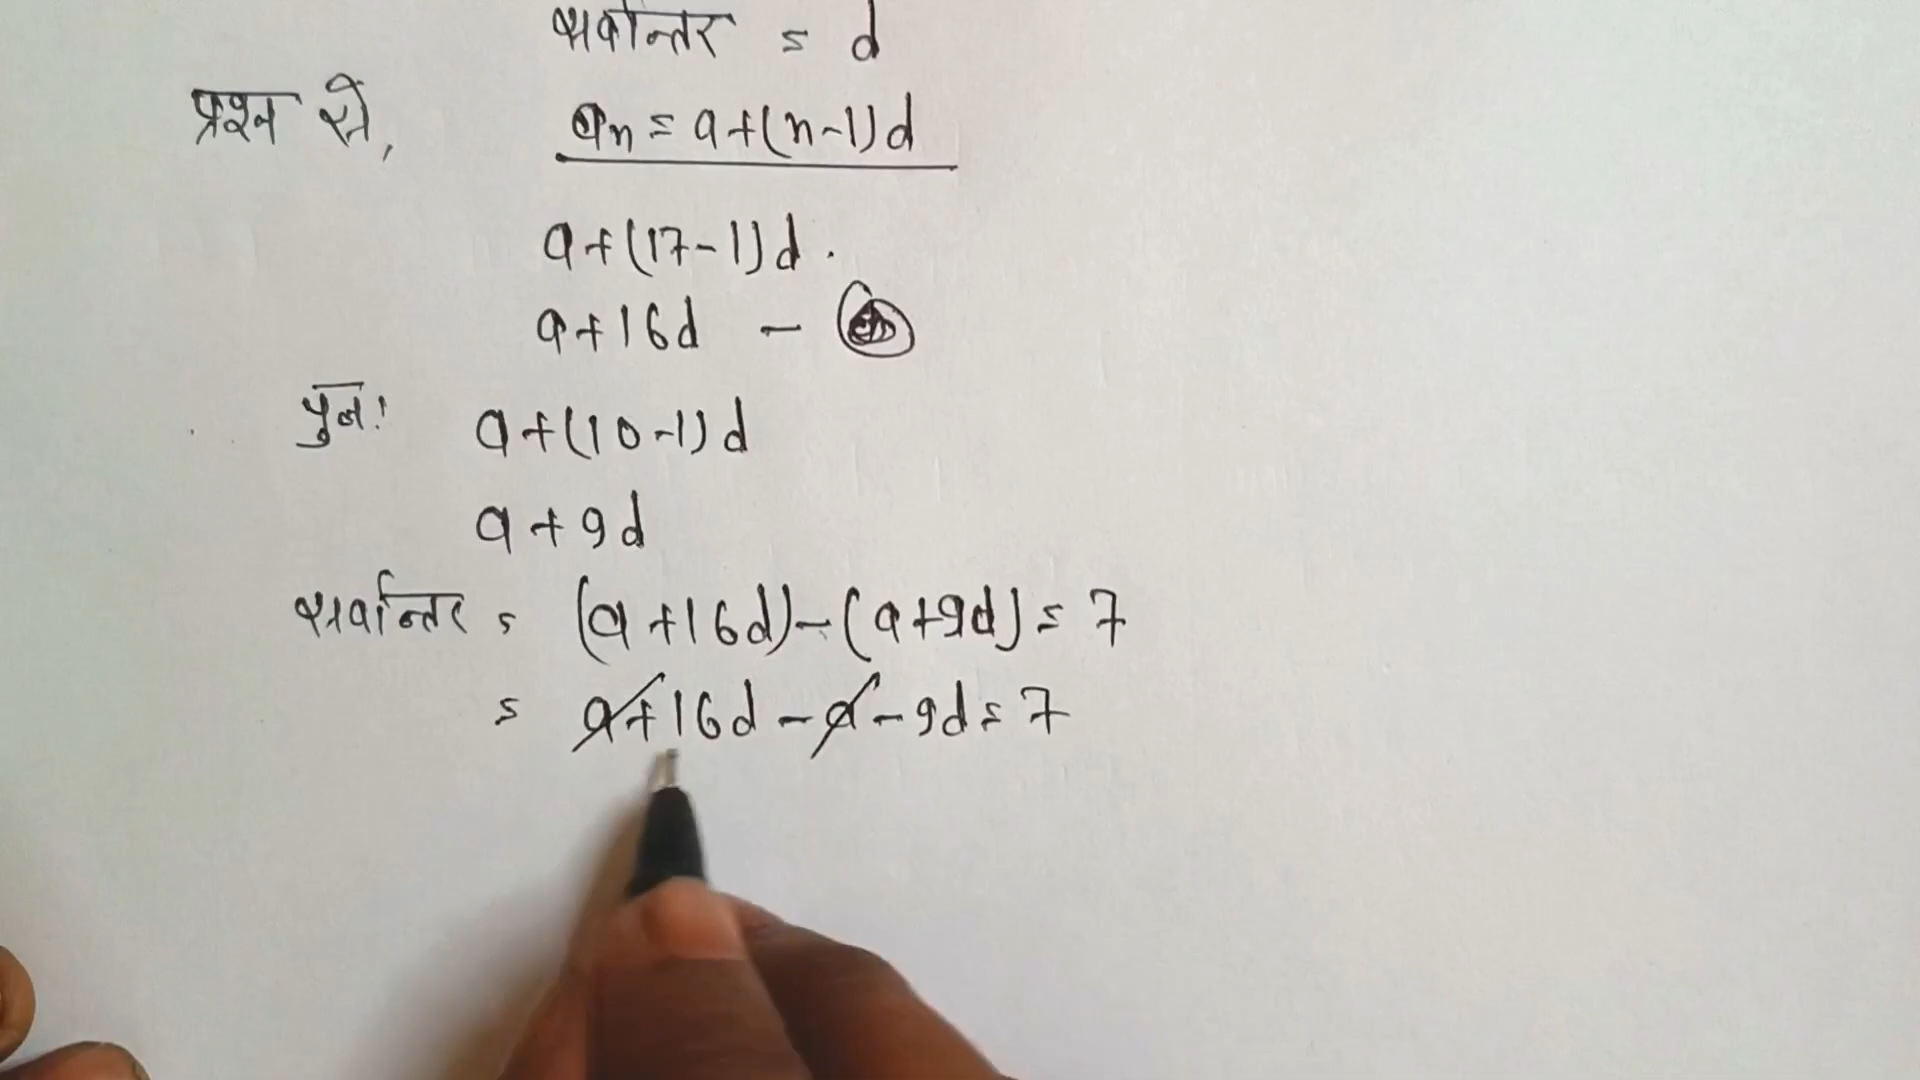 सर्वान्तर = d
प्रश्न से, an = a+(n-1)d
a+(17-1)d.
a+16d -
पुन: a+(10-1)d
a+9d
सर्वान्तर = (a+16d)-(a+9d) = 7
= a+16d-a-9d = 7